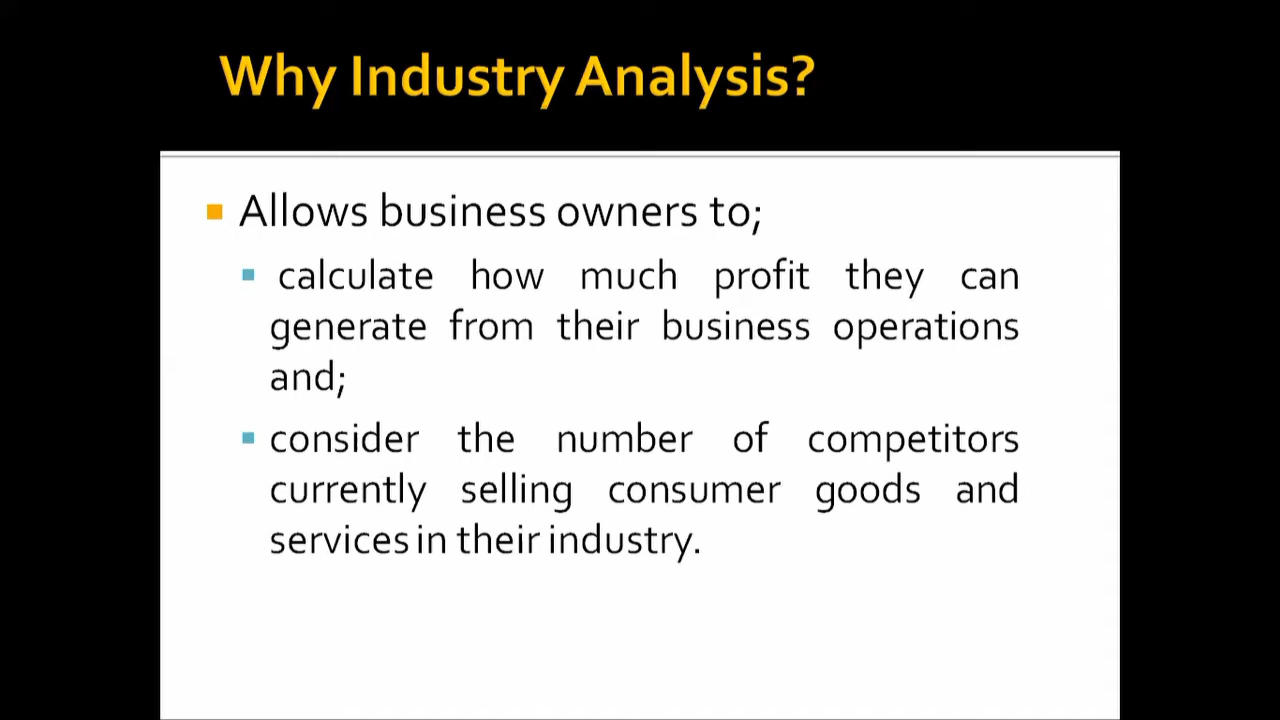 Why Industry Analysis?
Allows business owners to;
calculate how much profit they can
generate from their business operations
and;
consider the number of competitors
currently selling consumer goods and
services in their industry.